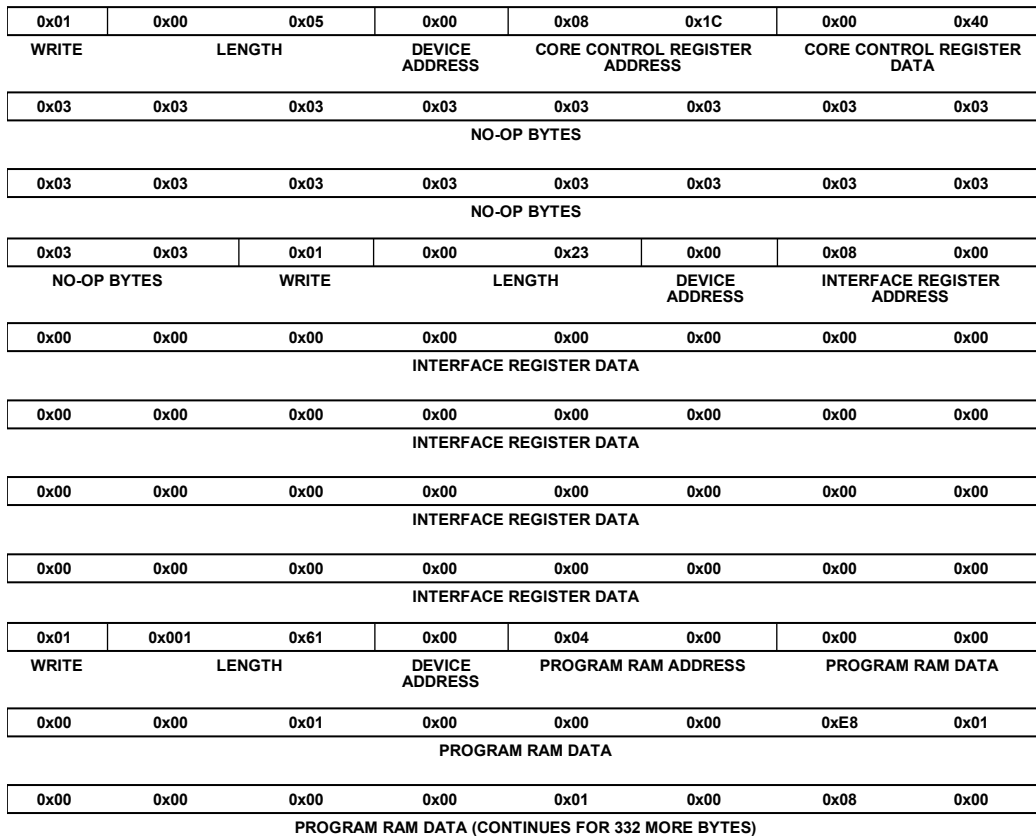 0x01 0x00 0x05 0x00 0x08 0x1C 0x00 0x40
WRITE LENGTH DEVICE ADDRESS CORE CONTROL REGISTER ADDRESS CORE CONTROL REGISTER DATA
0x03 0x03 0x03 0x03 0x03 0x03 0x03 0x03
NO-OP BYTES
0x03 0x03 0x03 0x03 0x03 0x03 0x03 0x03
NO-OP BYTES
0x03 0x03 0x01 0x00 0x23 0x00 0x08 0x00
NO-OP BYTES WRITE LENGTH DEVICE ADDRESS INTERFACE REGISTER ADDRESS
0x00 0x00 0x00 0x00 0x00 0x00 0x00 0x00
INTERFACE REGISTER DATA
0x00 0x00 0x00 0x00 0x00 0x00 0x00 0x00
INTERFACE REGISTER DATA
0x00 0x00 0x00 0x00 0x00 0x00 0x00 0x00
INTERFACE REGISTER DATA
0x00 0x00 0x00 0x00 0x00 0x00 0x00 0x00
INTERFACE REGISTER DATA
0x01 0x001 0x61 0x00 0x04 0x00 0x00 0x00
WRITE LENGTH DEVICE ADDRESS PROGRAM RAM ADDRESS PROGRAM RAM DATA
0x00 0x00 0x01 0x00 0x00 0x00 0xE8 0x01
PROGRAM RAM DATA
0x00 0x00 0x00 0x00 0x01 0x00 0x08 0x00
PROGRAM RAM DATA (CONTINUES FOR 332 MORE BYTES)